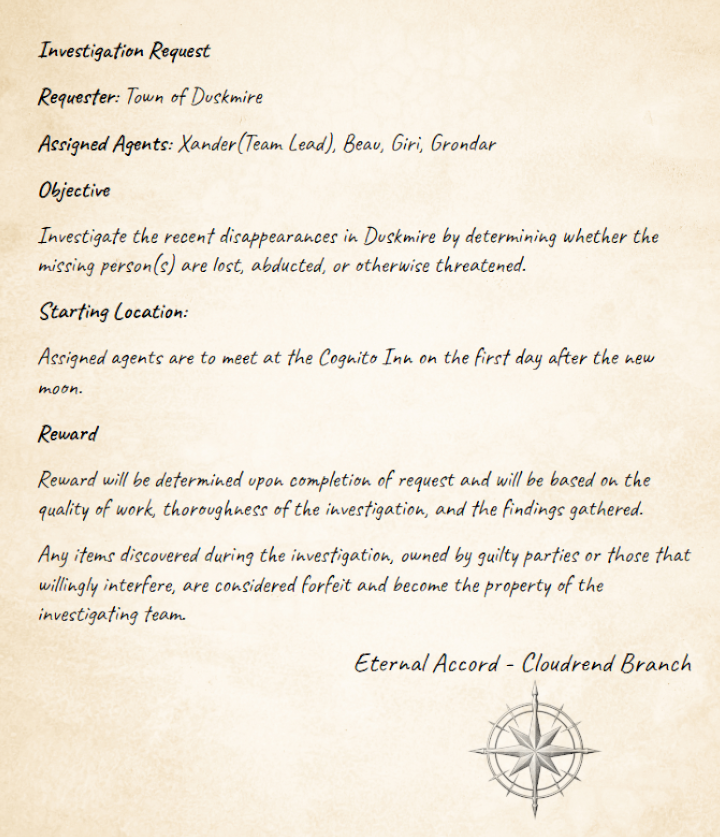 Investigation Request
Requester: Town of Duskmire
Assigned Agents: Xander(Team Lead), Beau, Giri, Grondar
Objective
Investigate the recent disappearances in Duskmire by determining whether the
missing person(s) are lost, abducted, or otherwise threatened.
Starting Location:
Assigned agents are to meet at the Cognito Inn on the first day after the new
moon.
Reward
Reward will be determined upon completion of request and will be based on the
quality of work, thoroughness of the investigation, and the findings gathered.
Any items discovered during the investigation, owned by guilty parties or those that
willingly interfere, are considered forfeit and become the property of the
investigating team.
Eternal Accord - Cloudrend Branch